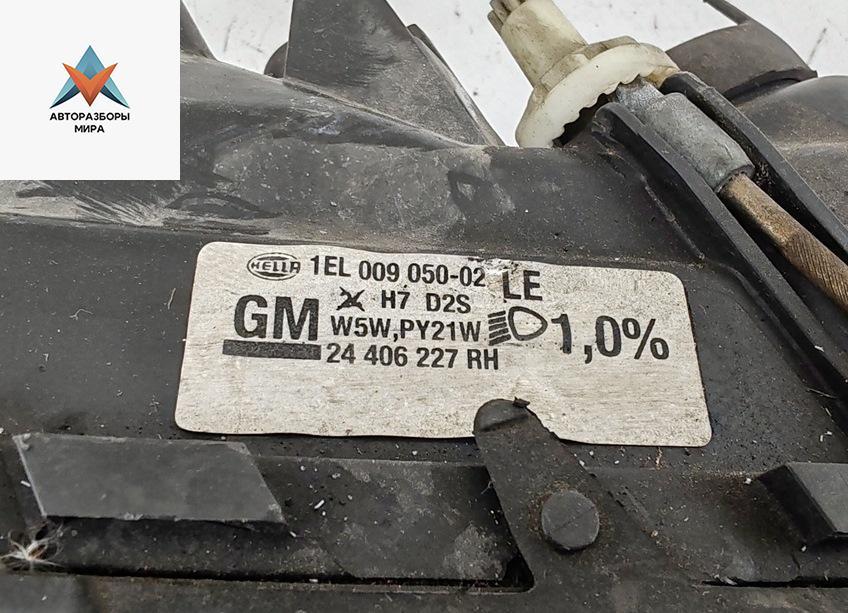 АВТОРАЗБОРЫ
МИРА
HELLA 1EL 009 050-02 LE
H7 D2S
GM W5W,PY21W 1,0%
24 406 227 RH